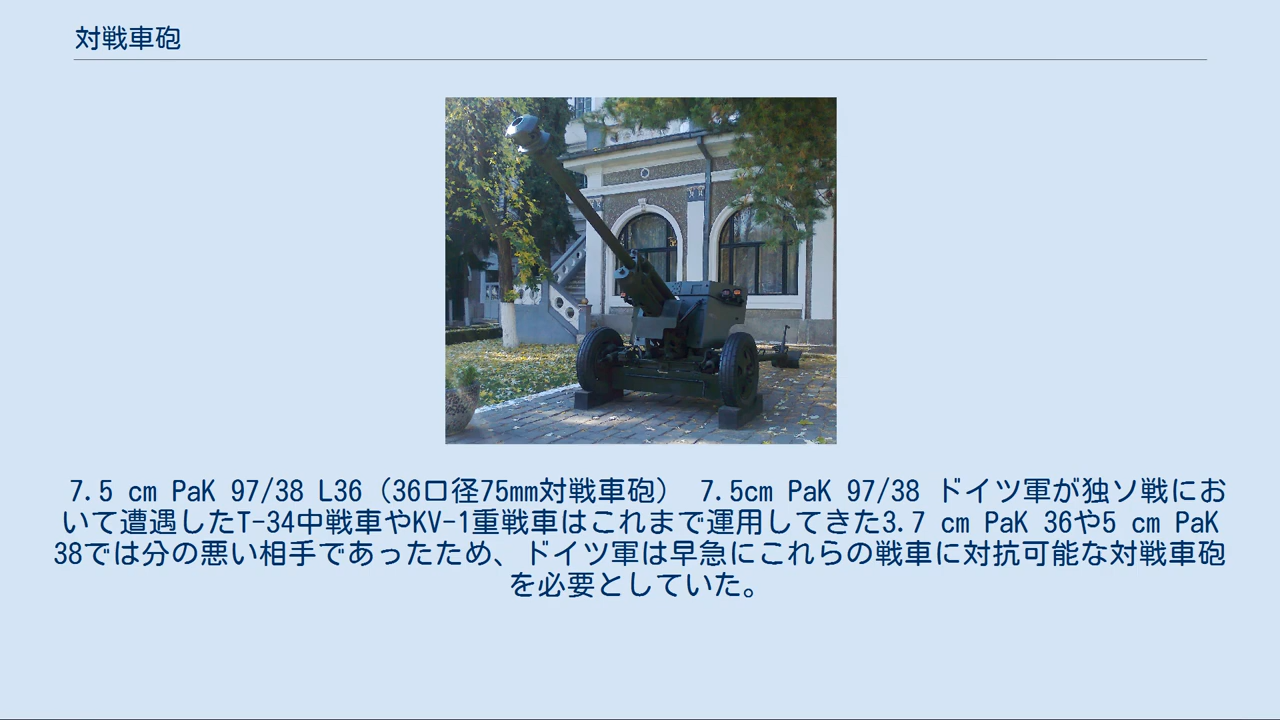 対戦車砲
7.5 cm PaK 97/38 L36（36口径75mm対戦車砲） 7.5cm PaK 97/38 ドイツ軍が独ソ戦にお
いて遭遇したT-34中戦車やKV-1重戦車はこれまで運用してきた3.7 cm PaK 36や5 cm PaK
38では分の悪い相手であったため、ドイツ軍は早急にこれらの戦車に対抗可能な対戦車砲
を必要としていた。